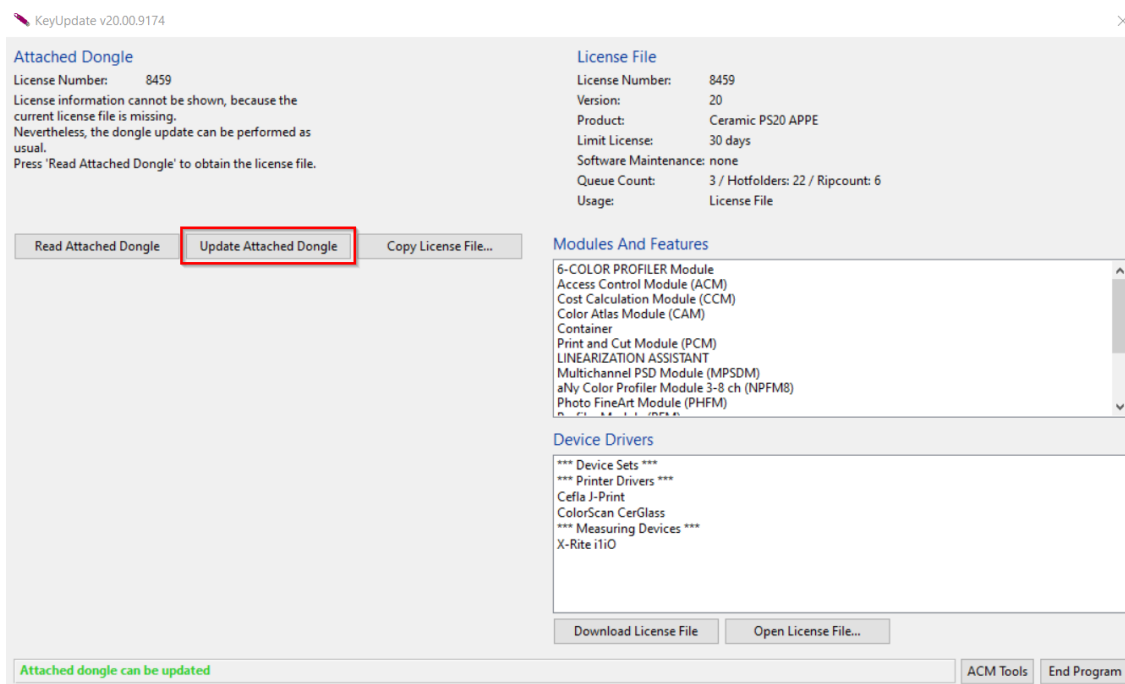 KeyUpdate v20.00.9174
Attached Dongle
License Number: 8459
License information cannot be shown, because the
current license file is missing.
Nevertheless, the dongle update can be performed as
usual.
Press 'Read Attached Dongle' to obtain the license file.
Read Attached Dongle
Update Attached Dongle
Copy License File...
License File
License Number: 8459
Version: 20
Product: Ceramic PS20 APPE
Limit License: 30 days
Software Maintenance: none
Queue Count: 3 / Hotfolders: 22 / Ripcount: 6
Usage: License File
Modules And Features
6-COLOR PROFILER Module
Access Control Module (ACM)
Cost Calculation Module (CCM)
Color Atlas Module (CAM)
Container
Print and Cut Module (PCM)
LINEARIZATION ASSISTANT
Multichannel PSD Module (MPSDM)
aNy Color Profiler Module 3-8 ch (NPFM8)
Photo FineArt Module (PHFM)
Device Drivers
*** Device Sets ***
*** Printer Drivers ***
Cefla J-Print
ColorScan CerGlass
*** Measuring Devices ***
X-Rite i1iO
Download License File
Open License File...
Attached dongle can be updated
ACM Tools
End Program